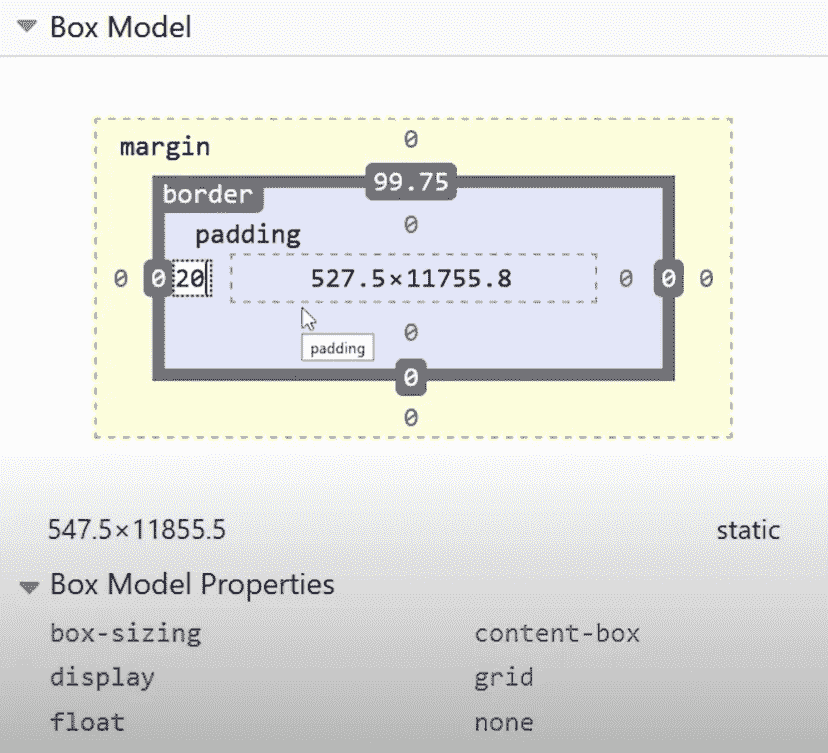 Box Model
margin 0
99.75
border
0
padding
0 0 20 527.5×11755.8 0 0 0
0
padding
0
0
547.5×11855.5 static
Box Model Properties
box-sizing content-box
display grid
float none